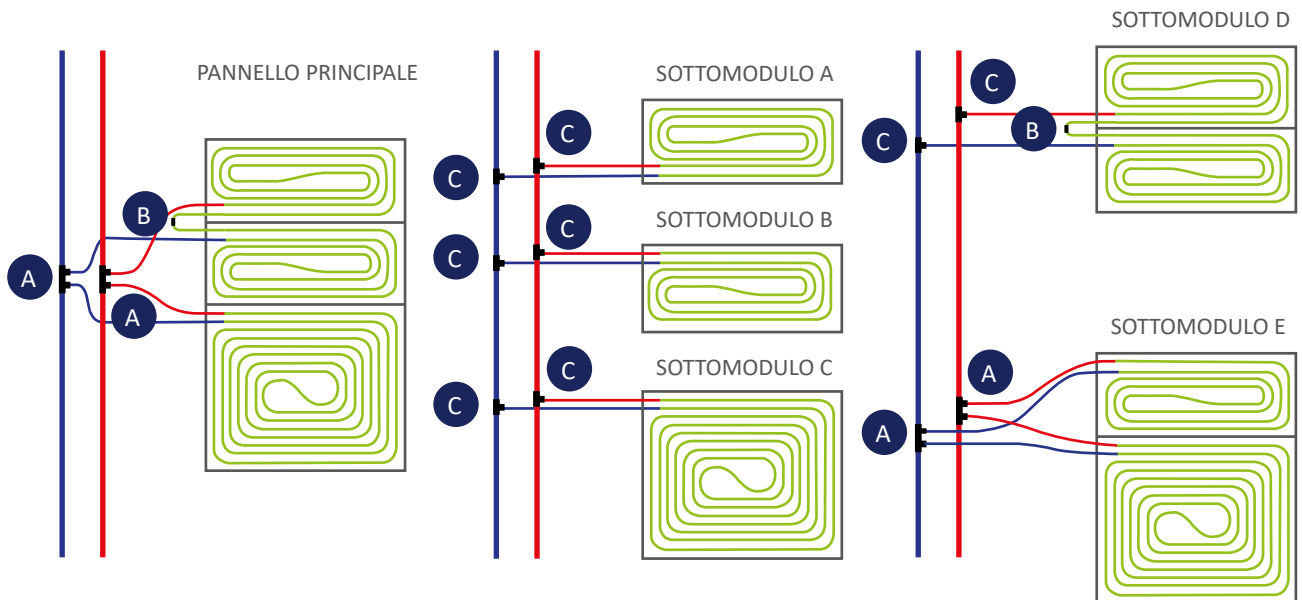 PANNELLO PRINCIPALE
B
A
A
SOTTOMODULO A
C
C
SOTTOMODULO B
C
C
SOTTOMODULO C
C
C
SOTTOMODULO D
C
B
C
SOTTOMODULO E
A
A